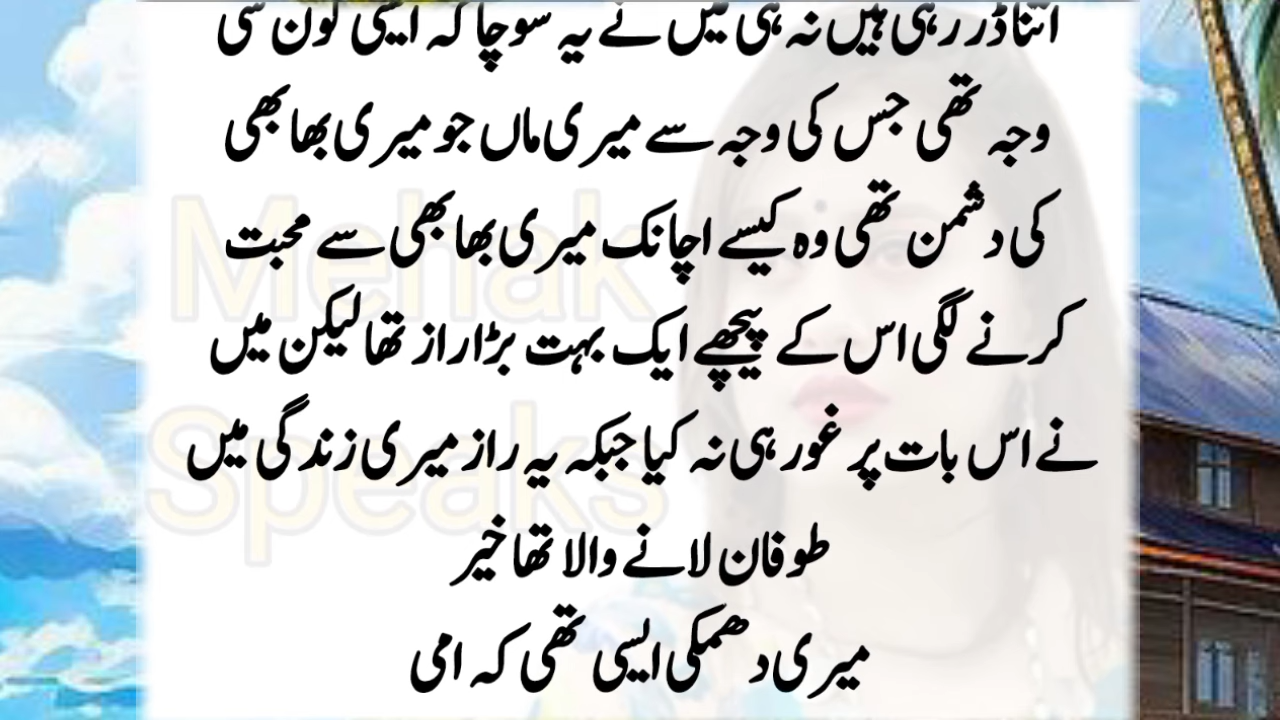 اتنا ڈر رہی ہیں نہ ہی میں نے یہ سوچا کہ ایسی کون سی
وجہ تھی جس کی وجہ سے میری ماں جو میری بھابھی
کی دشمن تھی وہ کیسے اچانک میری بھابھی سے محبت
کرنے لگی اس کے پیچھے ایک بہت بڑا راز تھا لیکن میں
نے اس بات پر غور ہی نہ کیا جبکہ یہ راز میری زندگی میں
طوفان لانے والا تھا خیر
میری دھمکی ایسی تھی کہ امی
Mehak
Speaks